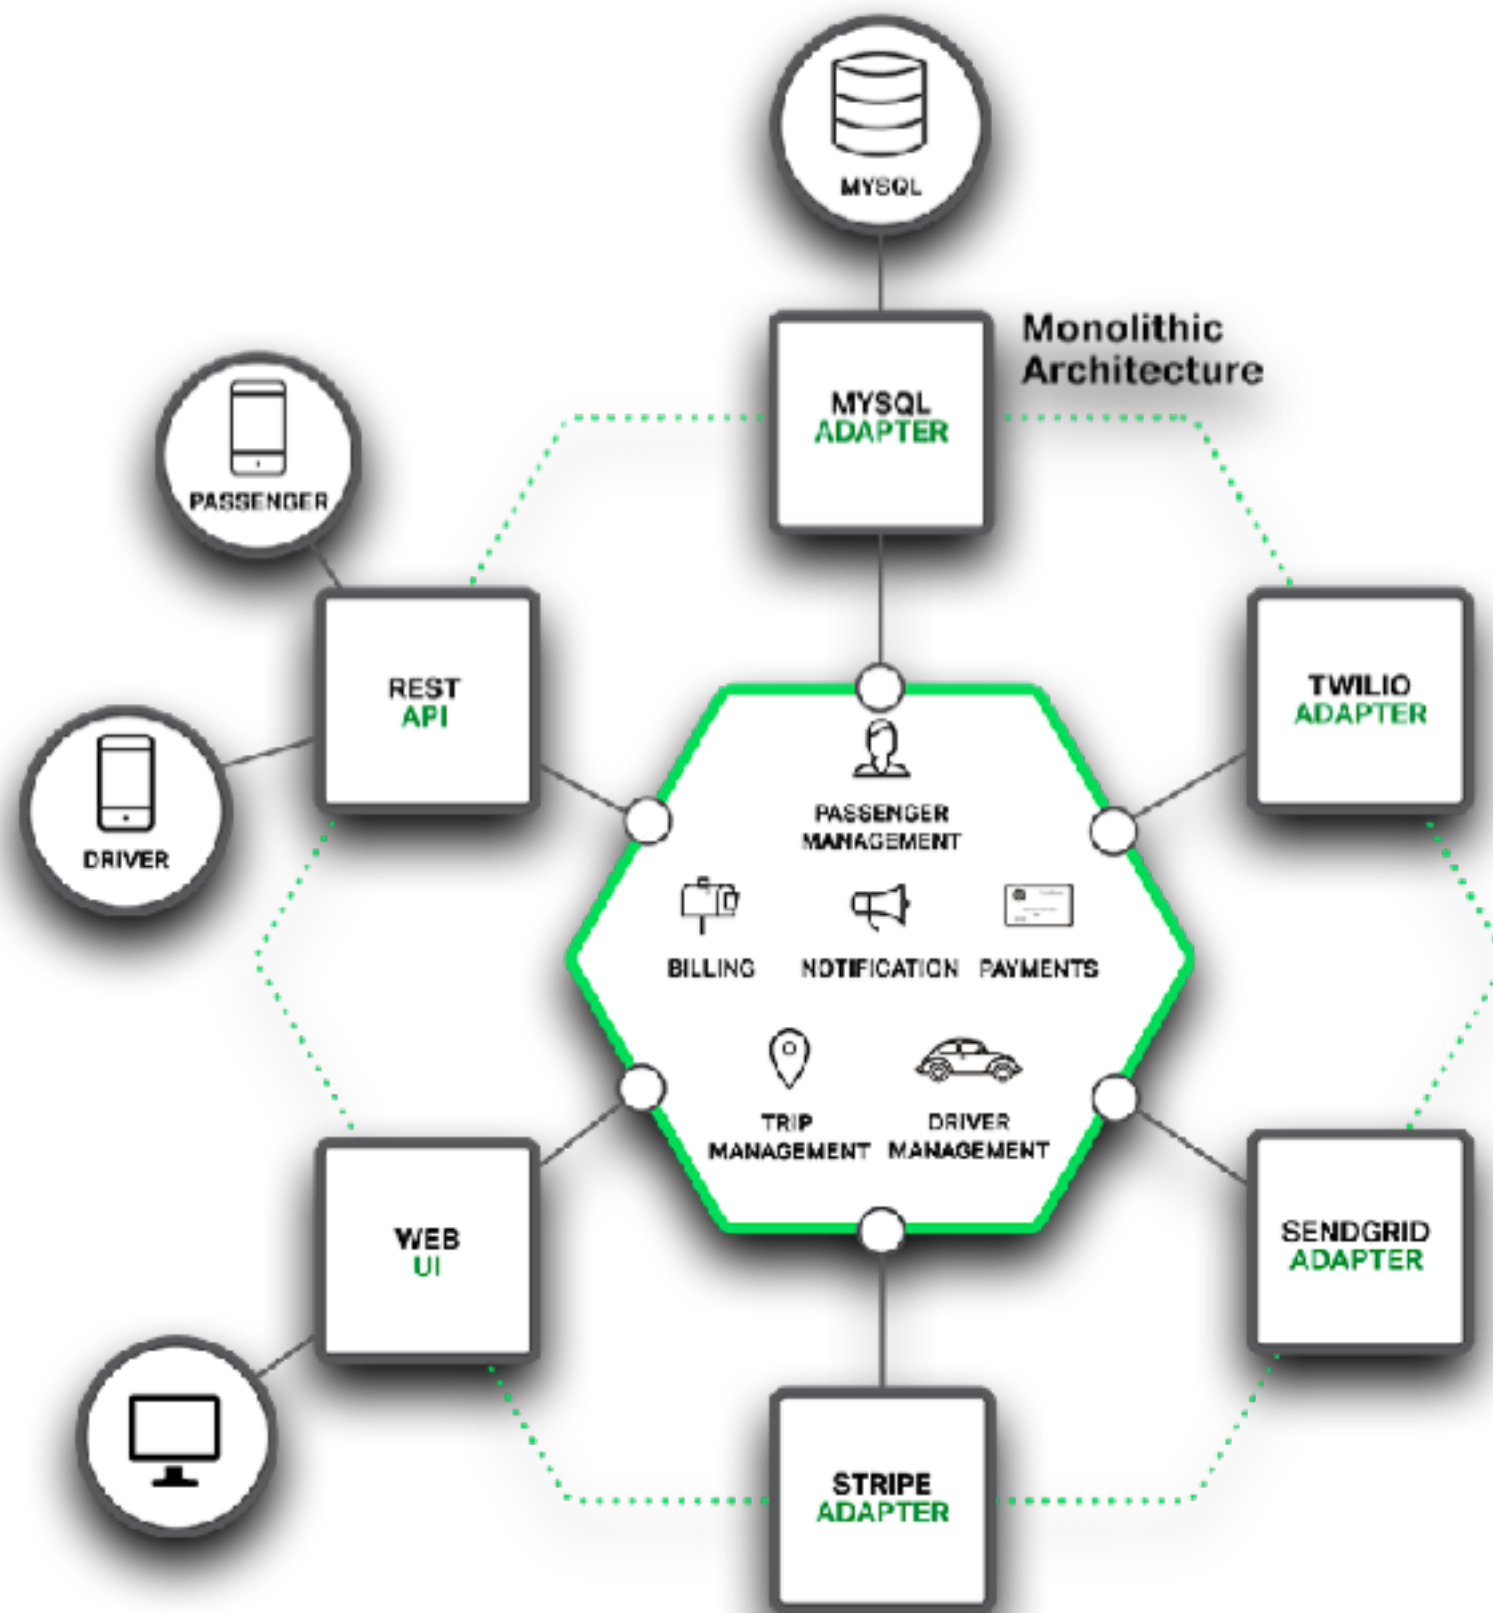 MYSQL
Monolithic
Architecture
MYSQL
ADAPTER
PASSENGER
REST
API
TWILIO
ADAPTER
DRIVER
PASSENGER
MANAGEMENT
BILLING
NOTIFICATION
PAYMENTS
TRIP
MANAGEMENT
DRIVER
MANAGEMENT
WEB
UI
SENDGRID
ADAPTER
STRIPE
ADAPTER